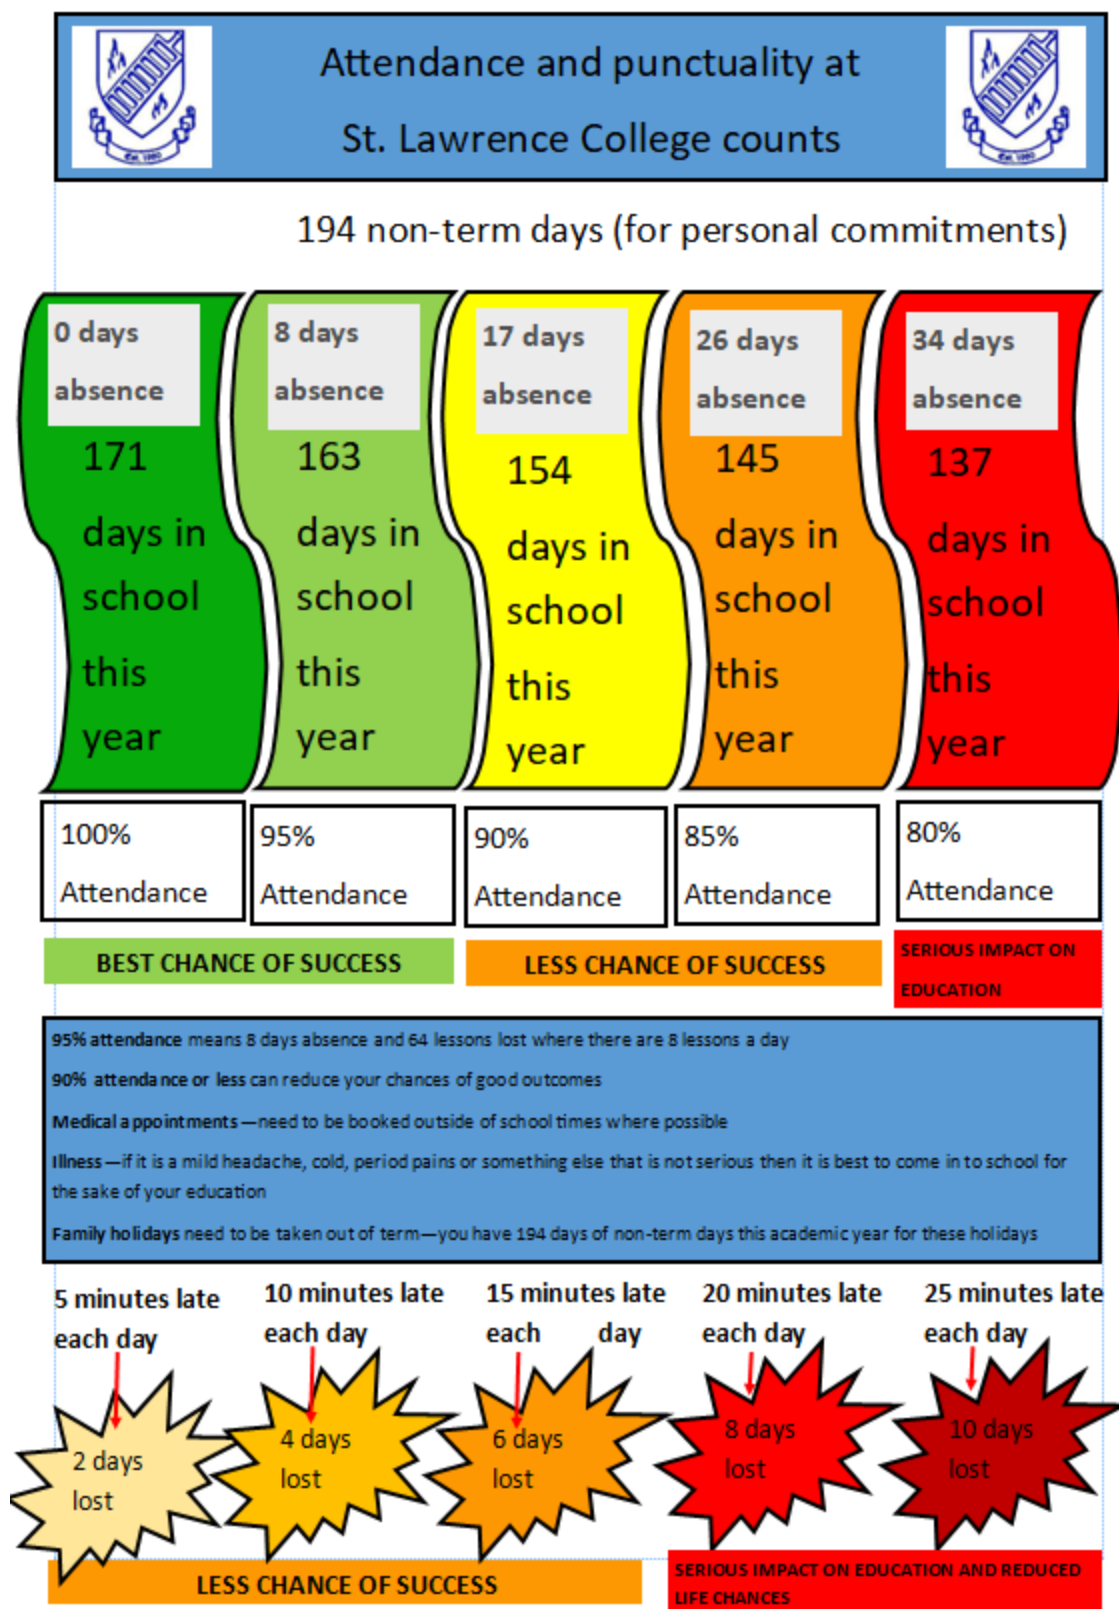 Attendance and punctuality at
St. Lawrence College counts
194 non-term days (for personal commitments)
0 days
absence
171
days in
school
this
year
8 days
absence
163
days in
school
this
year
17 days
absence
154
days in
school
this
year
26 days
absence
145
days in
school
this
year
34 days
absence
137
days in
school
this
year
100%
Attendance
95%
Attendance
90%
Attendance
85%
Attendance
80%
Attendance
BEST CHANCE OF SUCCESS
LESS CHANCE OF SUCCESS
SERIOUS IMPACT ON
EDUCATION
95% attendance means 8 days absence and 64 lessons lost where there are 8 lessons a day
90% attendance or less can reduce your chances of good outcomes
Medical appointments—need to be booked outside of school times where possible
Illness—if it is a mild headache, cold, period pains or something else that is not serious then it is best to come in to school for
the sake of your education
Family holidays need to be taken out of term—you have 194 days of non-term days this academic year for these holidays
5 minutes late
each day
10 minutes late
each day
15 minutes late
each day
20 minutes late
each day
25 minutes late
each day
2 days
lost
4 days
lost
6 days
lost
8 days
lost
10 days
lost
LESS CHANCE OF SUCCESS
SERIOUS IMPACT ON EDUCATION AND REDUCED
LIFE CHANCES